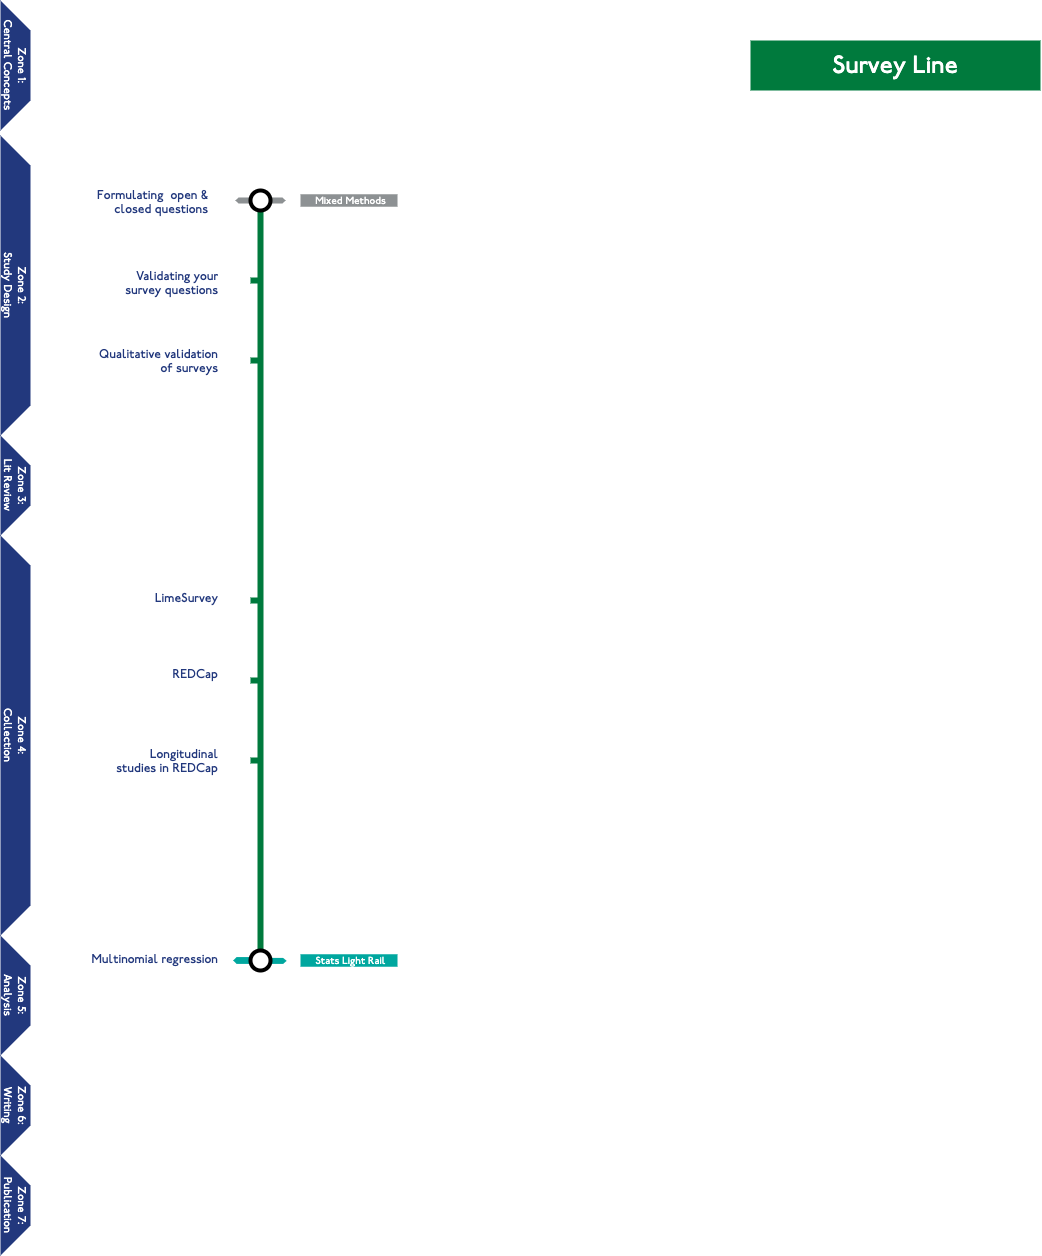 Survey Line
Zone 1:
Central Concepts
Zone 2:
Study Design
Formulating open &
closed questions
Mixed Methods
Validating your
survey questions
Qualitative validation
of surveys
Zone 3:
Lit Review
Zone 4:
Collection
LimeSurvey
REDCap
Longitudinal
studies in REDCap
Zone 5:
Analysis
Multinomial regression
Stats Light Rail
Zone 6:
Writing
Zone 7:
Publication